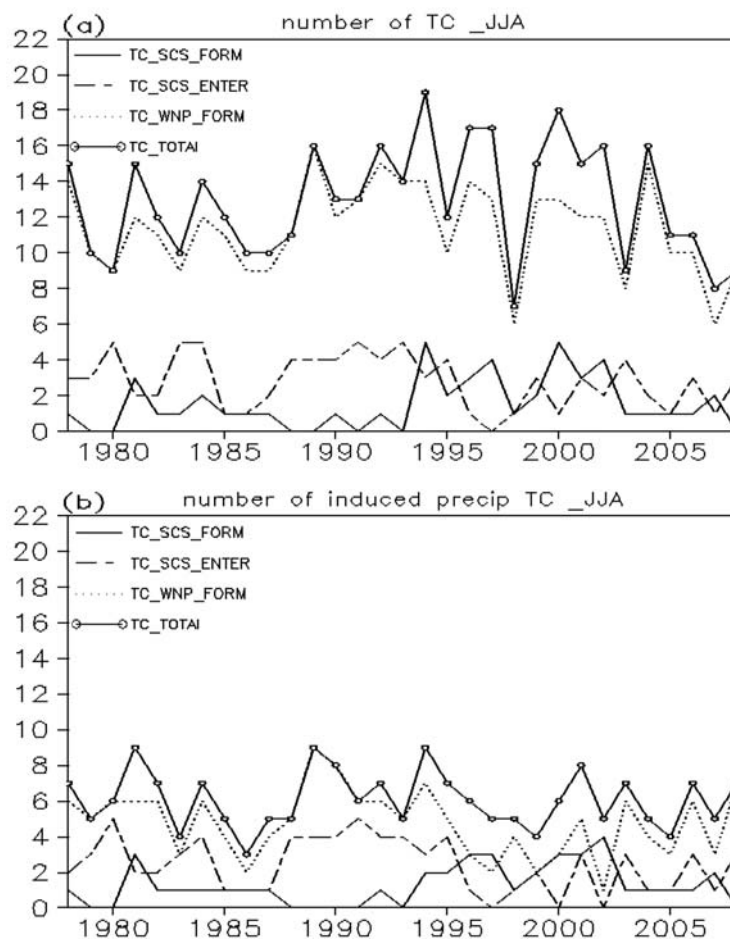 (a) number of TC _JJA
22
TC_SCS_FORM
20
TC_SCS_ENTER
18
TC_WNP_FORM
16
TC_TOTAl
14
12
10
8
6
4
2
0
1980 1985 1990 1995 2000 2005
(b) number of induced precip TC _JJA
22
TC_SCS_FORM
20
TC_SCS_ENTER
18
TC_WNP_FORM
16
TC_TOTAl
14
12
10
8
6
4
2
0
1980 1985 1990 1995 2000 2005